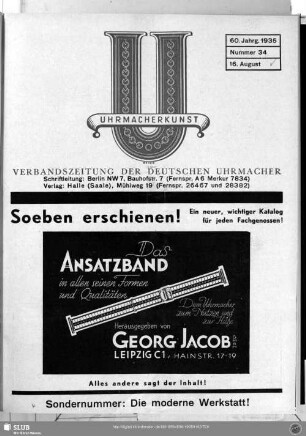 60. Jahrg. 1935
Nummer 34
16. August
U
UHRMACHERKUNST
VERBANDSZEITUNG DER DEUTSCHEN UHRMACHER
Schriftleitung: Berlin NW 7, Bauhofstr. 7 (Fernspr. A 6 Merkur 7834)
Verlag: Halle (Saale), Mühlweg 19 (Fernspr. 26467 und 28382)
Soeben erschienen!
Ein neuer, wichtiger Katalog
für jeden Fachgenossen!
Das
ANSATZBAND
in allen seinen Formen
und Qualitäten
Dem Uhrmacher
zum Nutzen und
zur Hilfe
Herausgegeben von
GEORG JACOB
LEIPZIG C1, HAINSTR. 17-19
Alles andere sagt der Inhalt!
Sondernummer: Die moderne Werkstatt!
SLUB